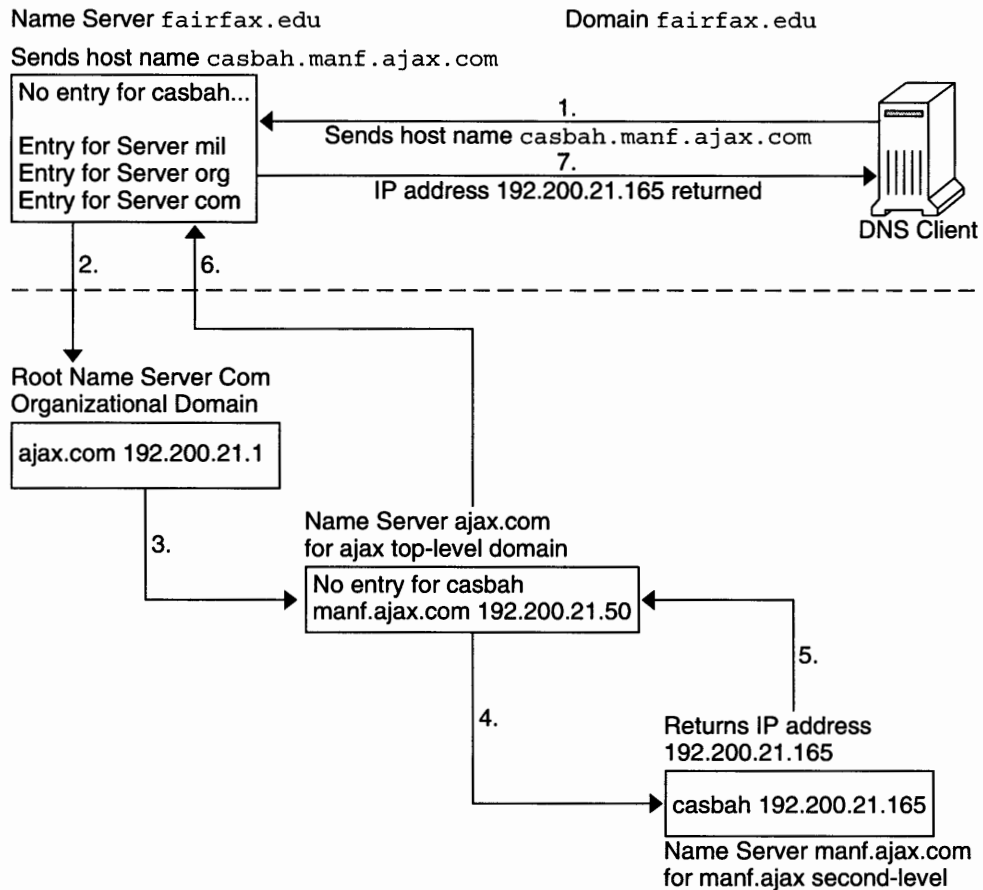 Name Server fairfax.edu
Domain fairfax.edu
Sends host name casbah.manf.ajax.com
No entry for casbah...
Entry for Server mil
Entry for Server org
Entry for Server com
1.
Sends host name casbah.manf.ajax.com
7.
IP address 192.200.21.165 returned
DNS Client
2.
6.
Root Name Server Com
Organizational Domain
ajax.com 192.200.21.1
3.
Name Server ajax.com
for ajax top-level domain
No entry for casbah
manf.ajax.com 192.200.21.50
4.
5.
Returns IP address
192.200.21.165
casbah 192.200.21.165
Name Server manf.ajax.com
for manf.ajax second-level